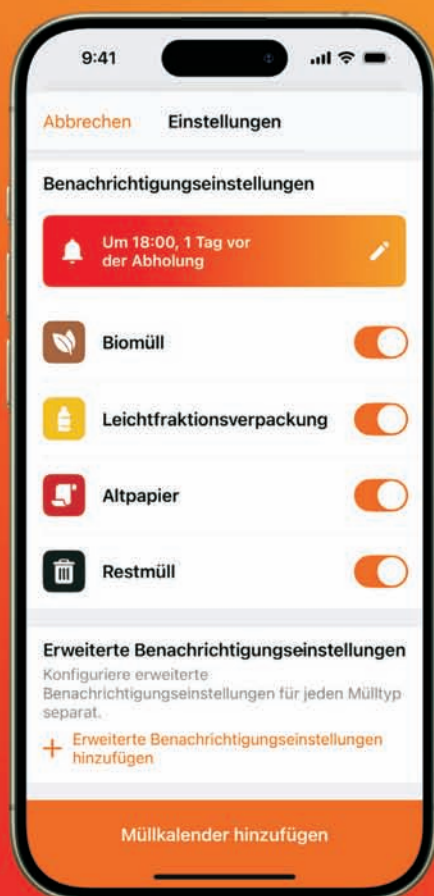 9:41
Abbrechen Einstellungen
Benachrichtigungseinstellungen
Um 18:00, 1 Tag vor
der Abholung
Biomüll
Leichtfraktionsverpackung
Altpapier
Restmüll
Erweiterte Benachrichtigungseinstellungen
Konfiguriere erweiterte
Benachrichtigungseinstellungen für jeden Mülltyp
separat.
Erweiterte Benachrichtigungseinstellungen
hinzufügen
Müllkalender hinzufügen